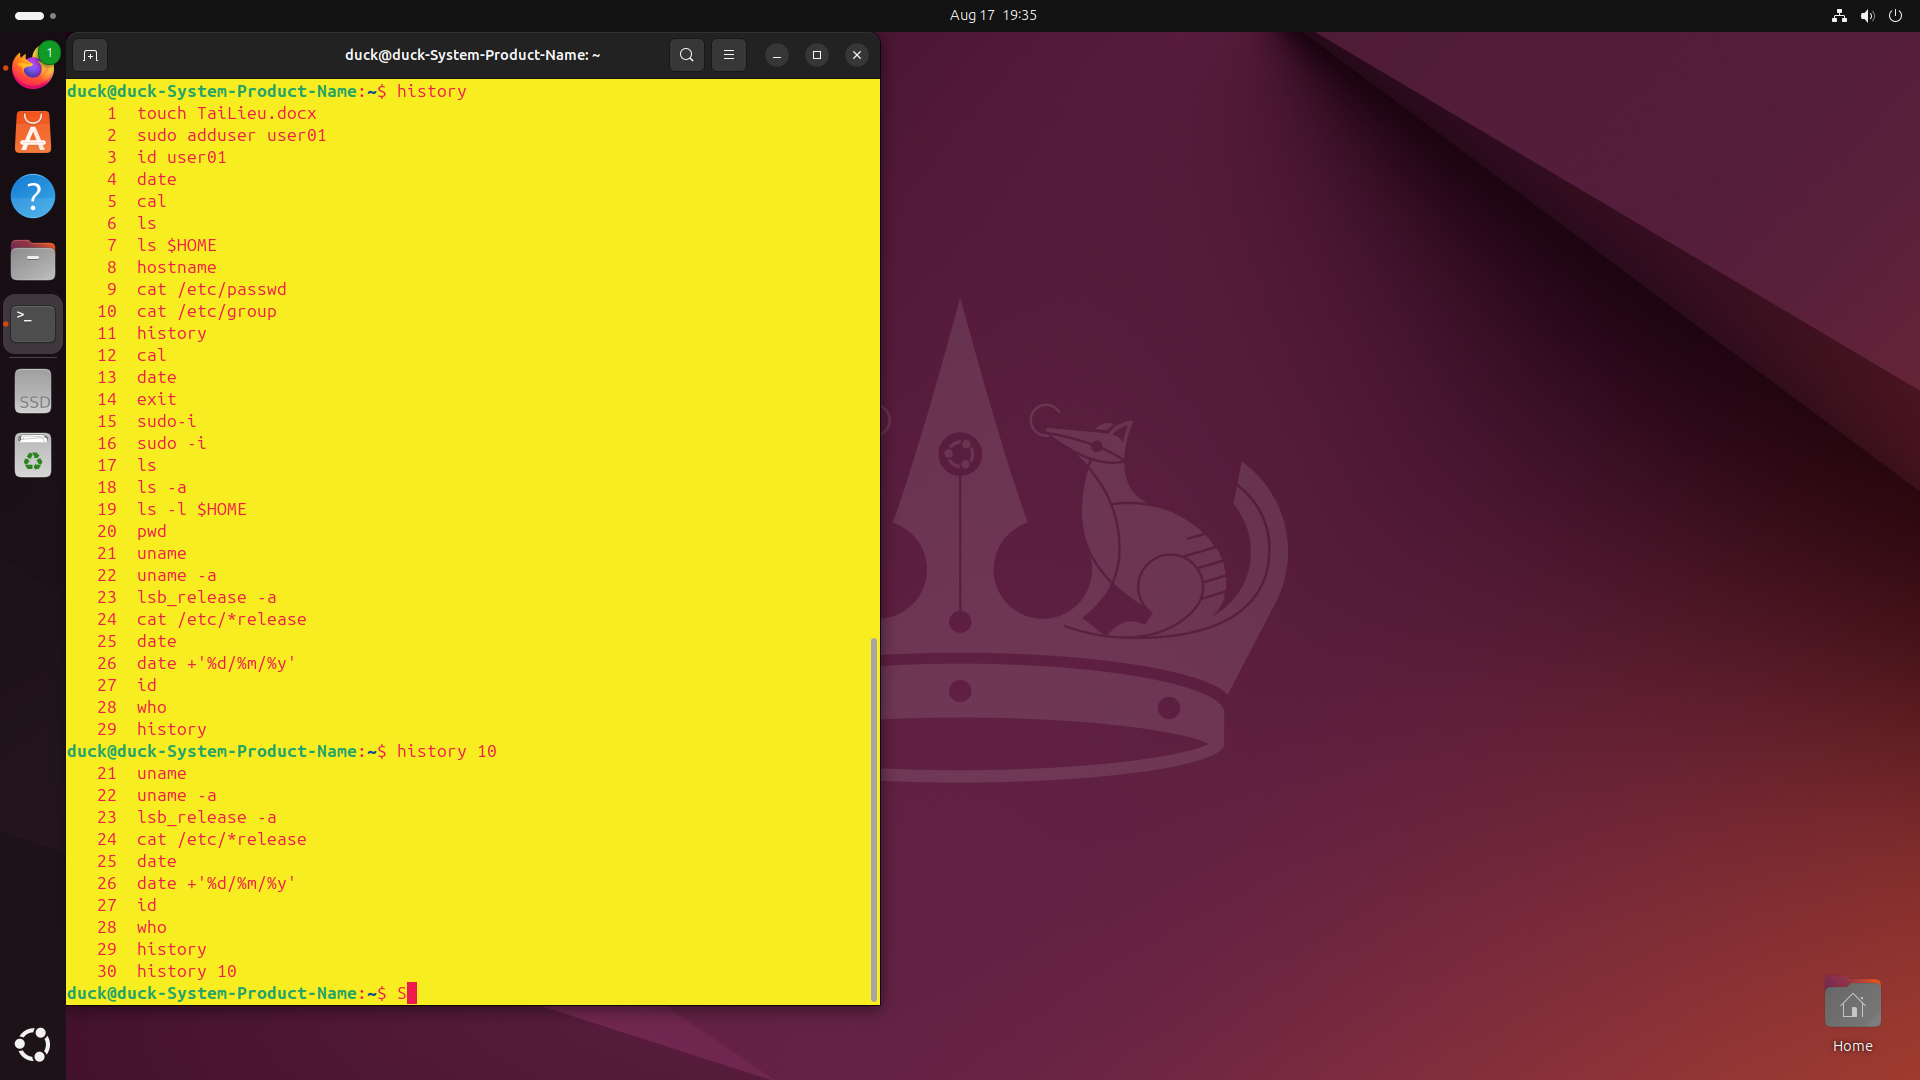 Aug 17 19:35
1
duck@duck-System-Product-Name: ~
duck@duck-System-Product-Name:~$ history
1 touch TaiLieu.docx
2 sudo adduser user01
3 id user01
4 date
5 cal
6 ls
7 ls $HOME
8 hostname
9 cat /etc/passwd
10 cat /etc/group
11 history
12 cal
13 date
14 exit
15 sudo-i
16 sudo -i
17 ls
18 ls -a
19 ls -l $HOME
20 pwd
21 uname
22 uname -a
23 lsb_release -a
24 cat /etc/*release
25 date
26 date +'%d/%m/%y'
27 id
28 who
29 history
duck@duck-System-Product-Name:~$ history 10
21 uname
22 uname -a
23 lsb_release -a
24 cat /etc/*release
25 date
26 date +'%d/%m/%y'
27 id
28 who
29 history
30 history 10
duck@duck-System-Product-Name:~$ S
SSD
Home